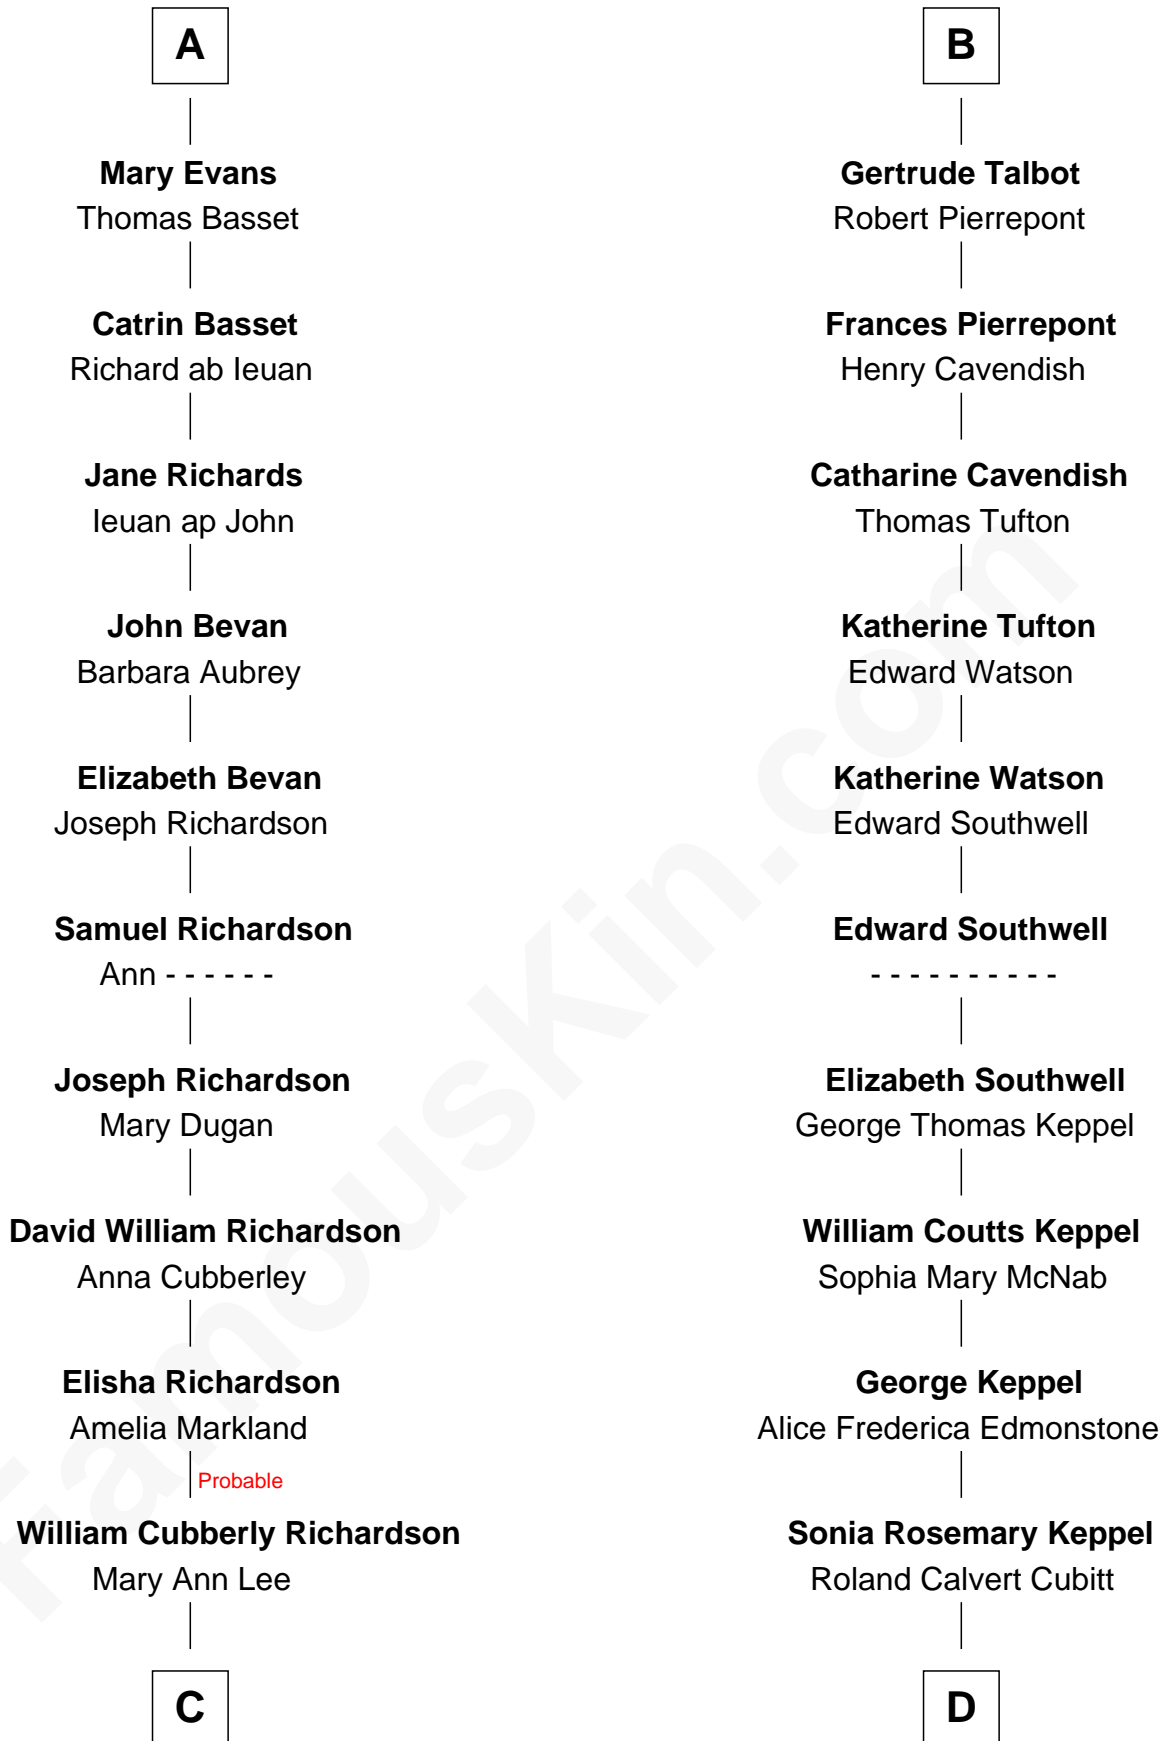 A
Mary Evans
Thomas Basset
Catrin Basset
Richard ab Ieuan
Jane Richards
Ieuan ap John
John Bevan
Barbara Aubrey
Elizabeth Bevan
Joseph Richardson
Samuel Richardson
Ann - - - - - -
Joseph Richardson
Mary Dugan
David William Richardson
Anna Cubberley
Elisha Richardson
Amelia Markland
Probable
William Cubberly Richardson
Mary Ann Lee
C
B
Gertrude Talbot
Robert Pierrepont
Frances Pierrepont
Henry Cavendish
Catharine Cavendish
Thomas Tufton
Katherine Tufton
Edward Watson
Katherine Watson
Edward Southwell
Edward Southwell
- - - - - - - - - -
Elizabeth Southwell
George Thomas Keppel
William Coutts Keppel
Sophia Mary McNab
George Keppel
Alice Frederica Edmonstone
Sonia Rosemary Keppel
Roland Calvert Cubitt
D
FamousKin.com